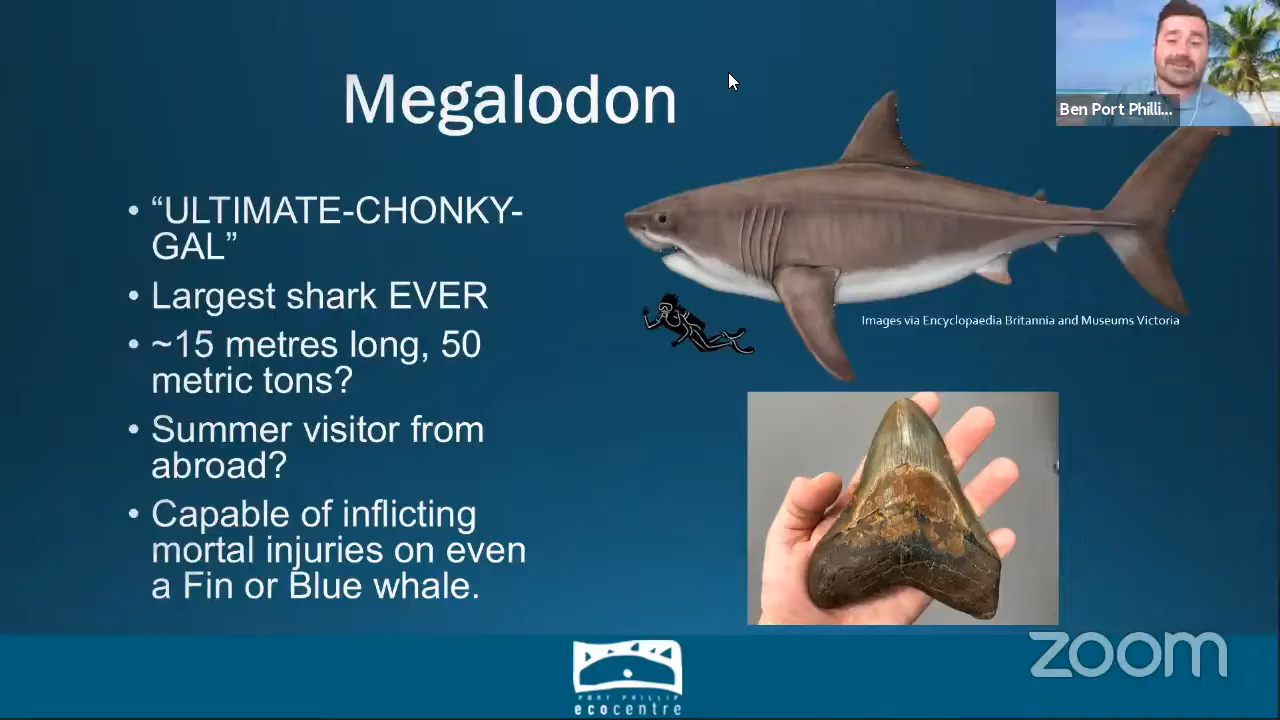 Megalodon
Ben Port Philli...
• “ULTIMATE-CHONKY-
GAL”
• Largest shark EVER
• ~15 metres long, 50
metric tons?
• Summer visitor from
abroad?
• Capable of inflicting
mortal injuries on even
a Fin or Blue whale.
Images via Encyclopaedia Britannia and Museums Victoria
PORT PHILLIP
ecocentre
zoom